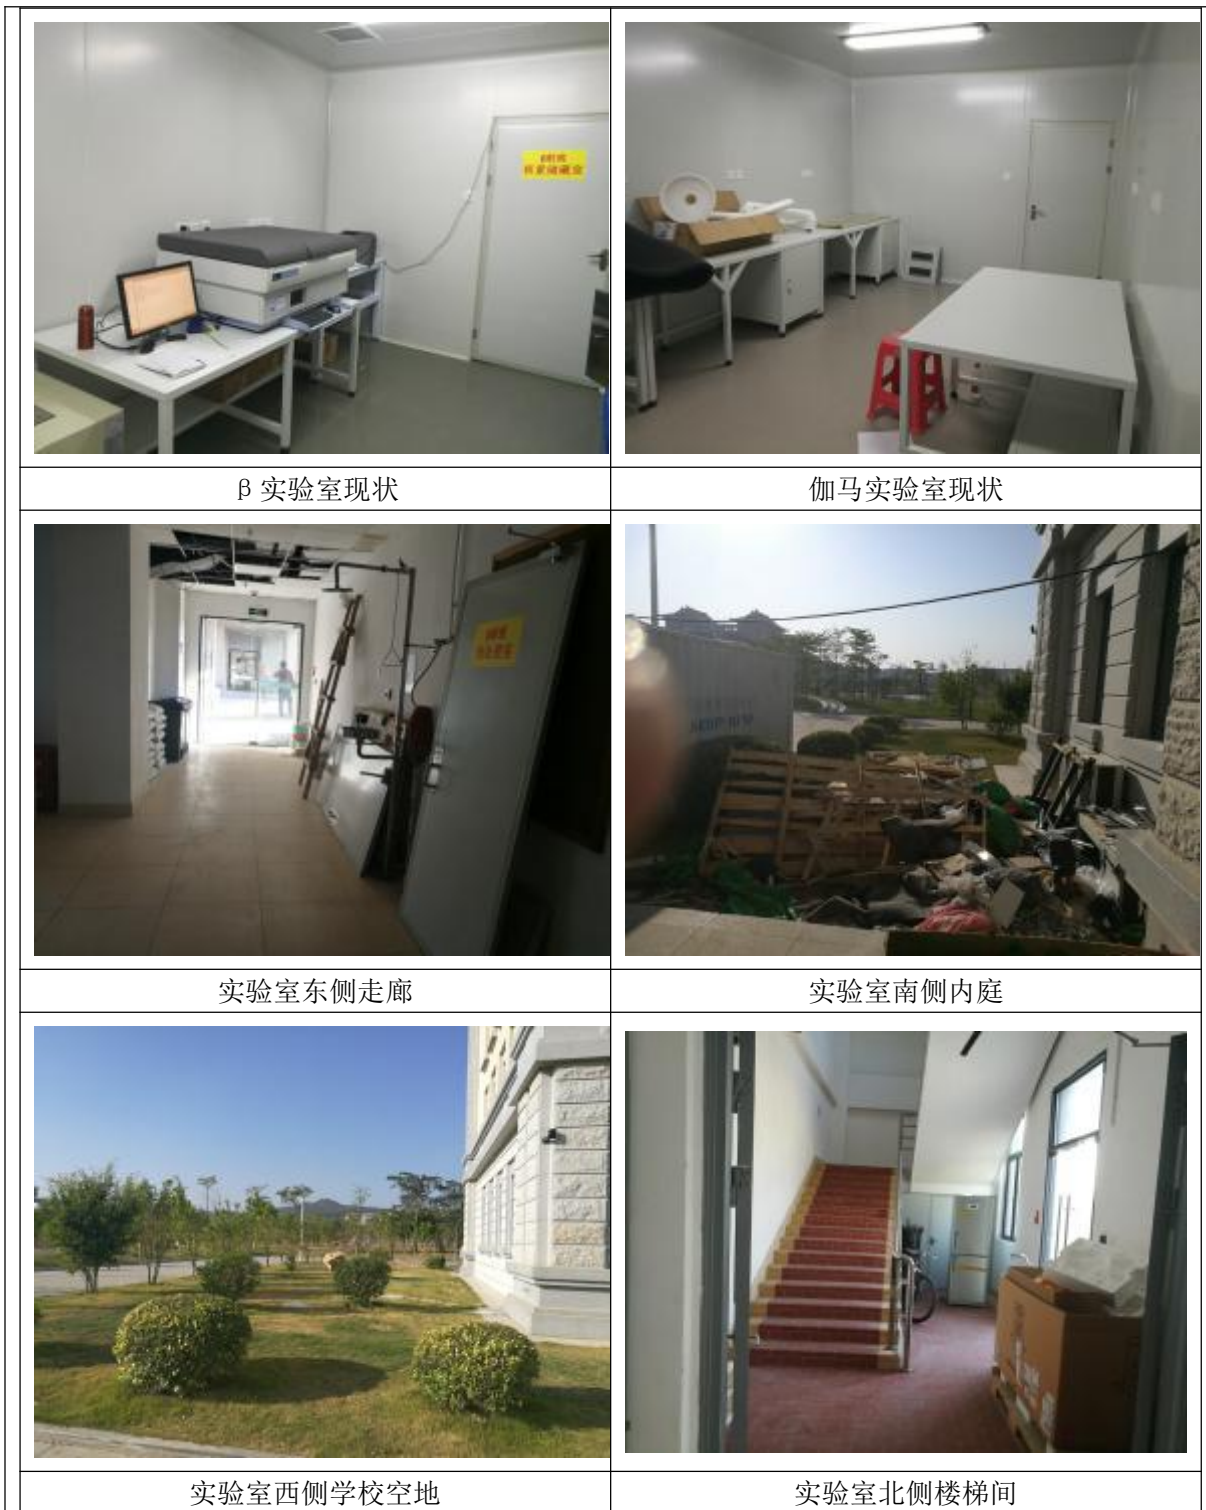 β实验室现状
伽马实验室现状
实验室东侧走廊
实验室南侧内庭
实验室西侧学校空地
实验室北侧楼梯间